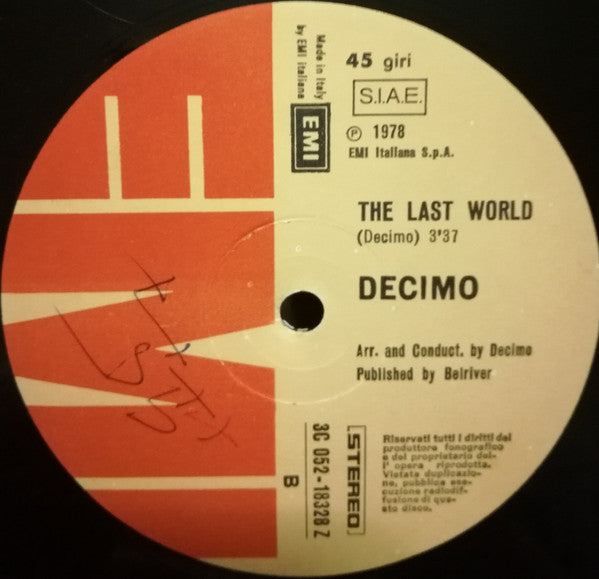 45 giri
S.I.A.E.
Ⓟ 1978
EMI Italiana S.p.A.
Made in Italy
by EMI italiana
EMI
THE LAST WORLD
(Decimo) 3'37
DECIMO
Arr. and Conduct. by Decimo
Published by Belriver
STEREO
3C 052-18328 Z
B
Riservati tutti i diritti del
produttore fonografico
e del proprietario del-
l' opera riprodotta.
Vietata duplicazio-
ne, pubblica ese-
cuzione radiodif-
fusione di que-
sto disco.
EMI